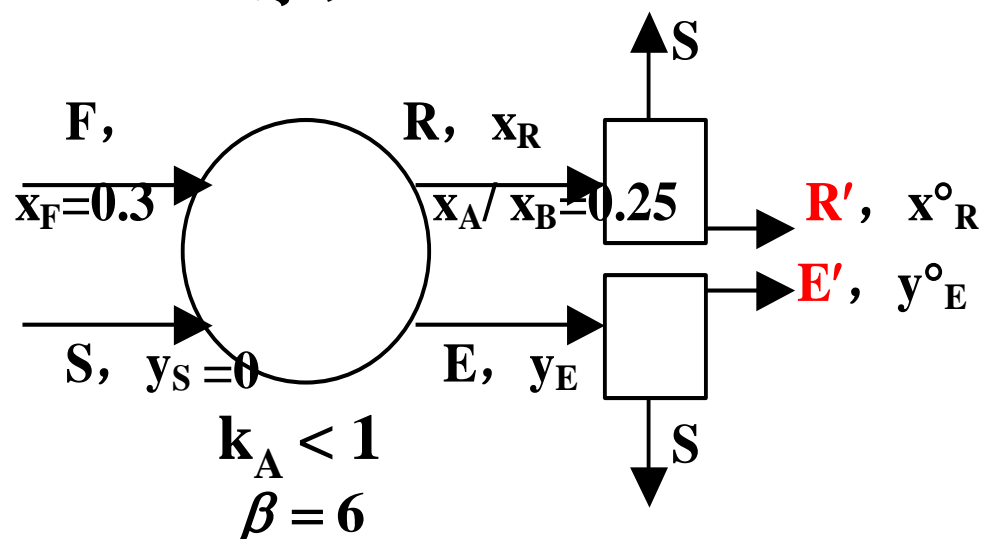 S
F， R， x_R
x_F=0.3 x_A/ x_B=0.25 R′， x°_R
E′， y°_E
S， y_S =0 E， y_E
k_A < 1 S
β = 6